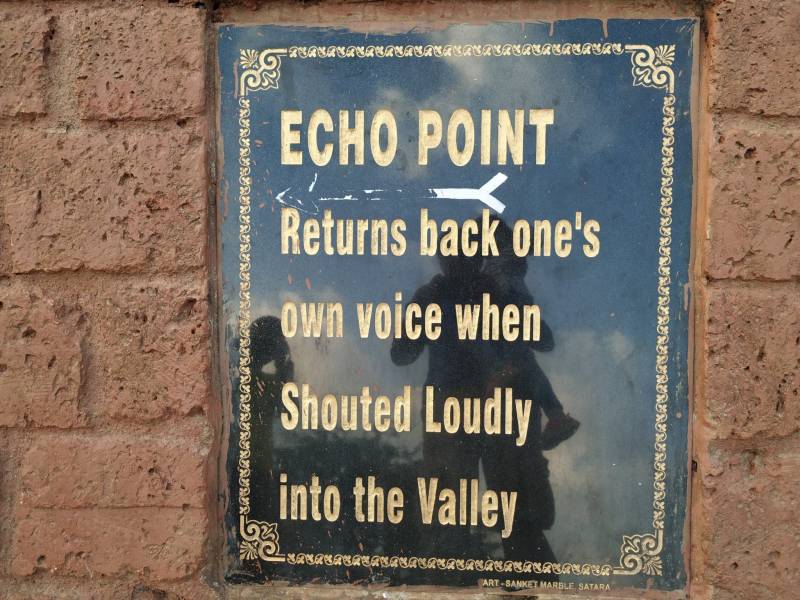 ECHO POINT
Returns back one's
own voice when
Shouted Loudly
into the Valley
ART - SANKET MARBLE, SATARA